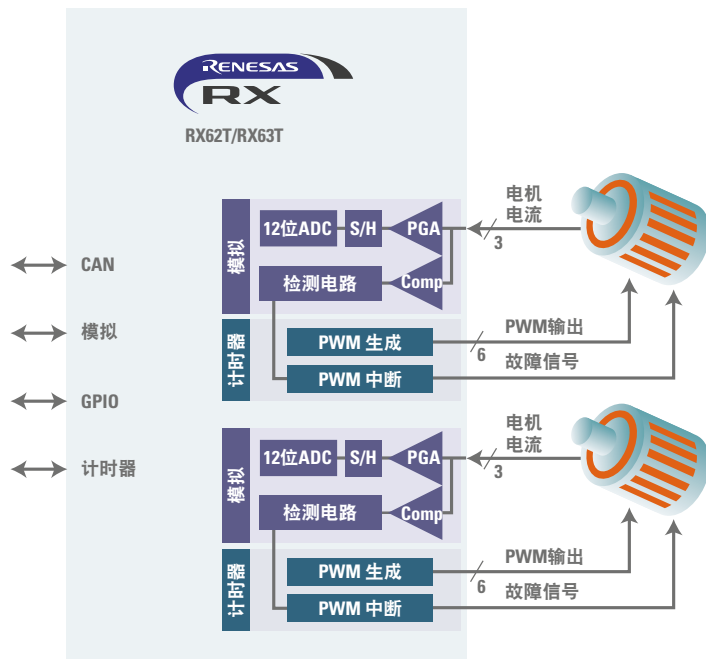 RENESAS
RX
RX62T/RX63T
CAN
模拟
GPIO
计时器
模拟
12位ADC
S/H
PGA
检测电路
Comp
计时器
PWM 生成
PWM 中断
电机
电流
3
PWM输出
6
故障信号
模拟
12位ADC
S/H
PGA
检测电路
Comp
计时器
PWM 生成
PWM 中断
电机
电流
3
PWM输出
6
故障信号